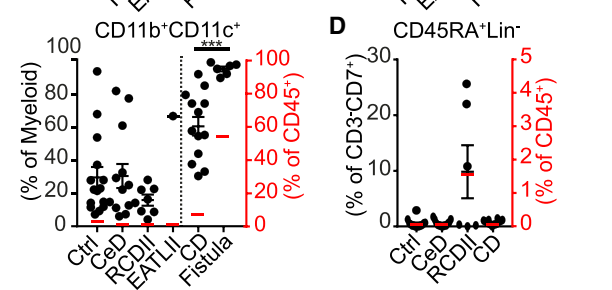 CD11b⁺CD11c⁺
***
(% of Myeloid)
100
80
60
40
20
0
100
80
60
40
20
0
(% of CD45⁺)
Ctrl
CeD
RCDII
EATLII
CD
Fistula
D
CD45RA⁺Lin⁻
(% of CD3⁻CD7⁺)
30
20
10
0
5
4
3
2
1
0
(% of CD45⁺)
Ctrl
CeD
RCDII
CD